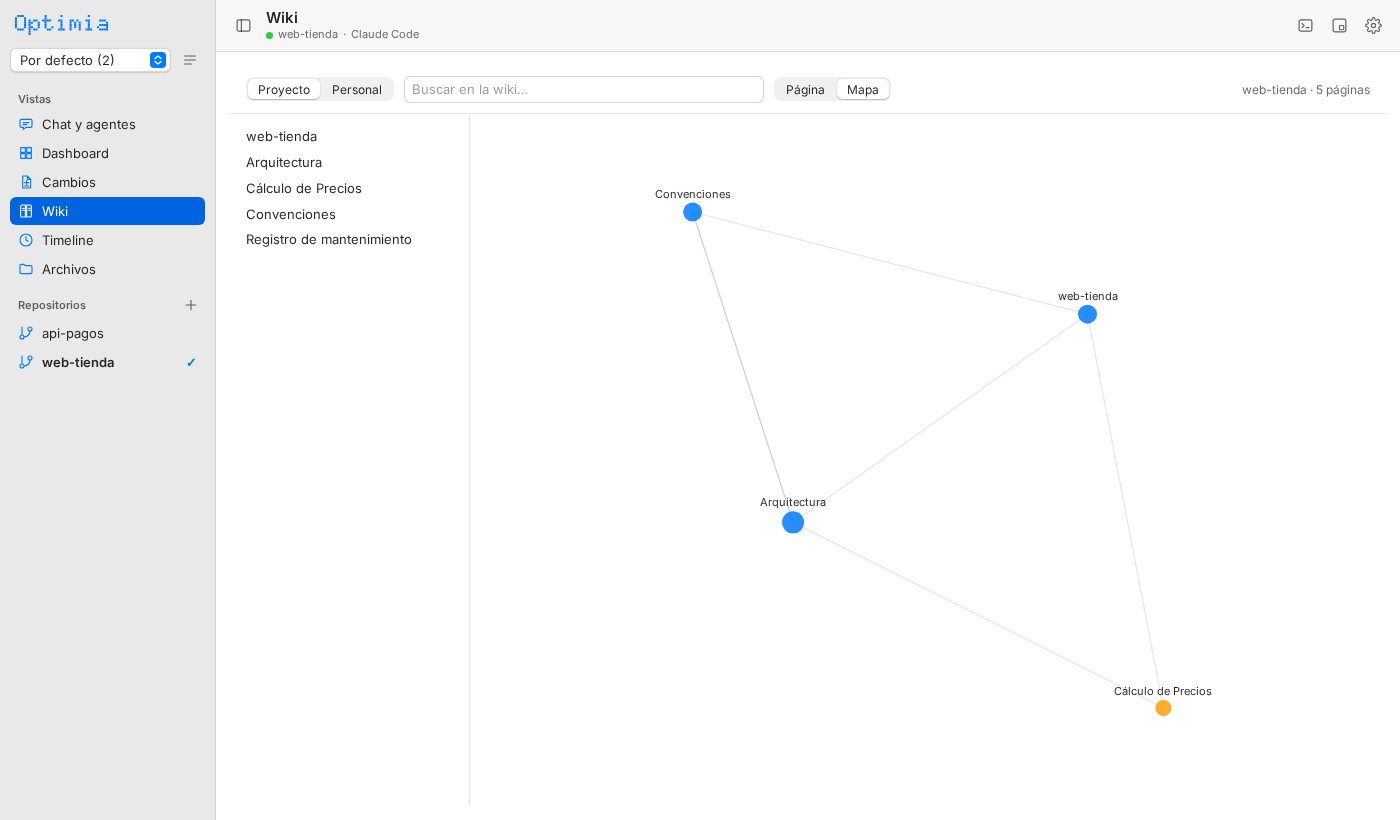 Optimia
Por defecto (2)
Vistas
Chat y agentes
Dashboard
Cambios
Wiki
Timeline
Archivos
Repositorios
api-pagos
web-tienda ✓
Wiki
web-tienda · Claude Code
Proyecto Personal Buscar en la wiki... Página Mapa web-tienda · 5 páginas
web-tienda
Arquitectura
Cálculo de Precios
Convenciones
Registro de mantenimiento
Convenciones
web-tienda
Arquitectura
Cálculo de Precios